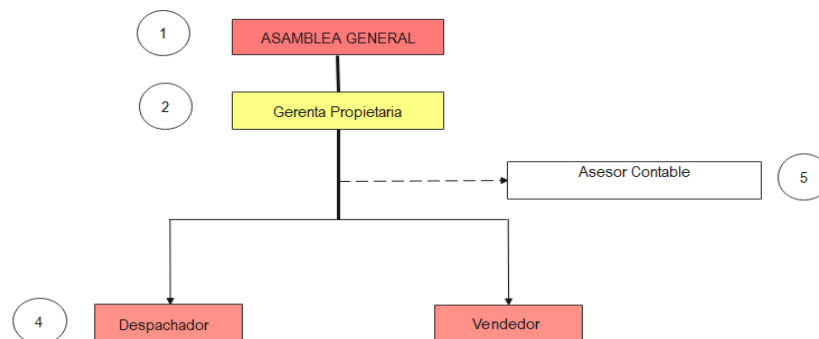 1
ASAMBLEA GENERAL
2
Gerenta Propietaria
Asesor Contable
5
4
Despachador
Vendedor